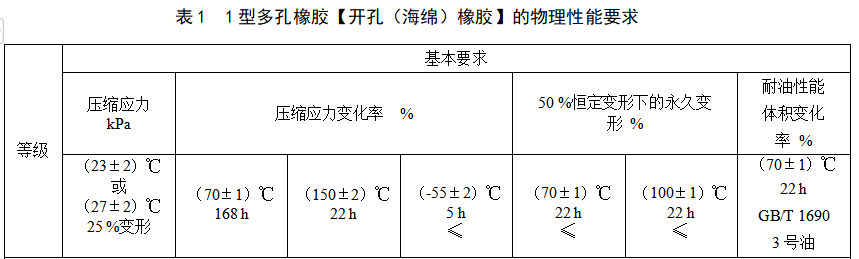 表 1 1 型多孔橡胶【开孔（海绵）橡胶】的物理性能要求
等级
基本要求
压缩应力
kPa
压缩应力变化率 %
50 %恒定变形下的永久变
形 %
耐油性能
体积变化
率 %
（23±2）℃
或
（27±2）℃
25 %变形
（70±1）℃
168 h
（150±2）℃
22 h
（-55±2）℃
5 h
≤
（70±1）℃
22 h
≤
（100±1）℃
22 h
≤
（70±1）℃
22 h
GB/T 1690
3 号油